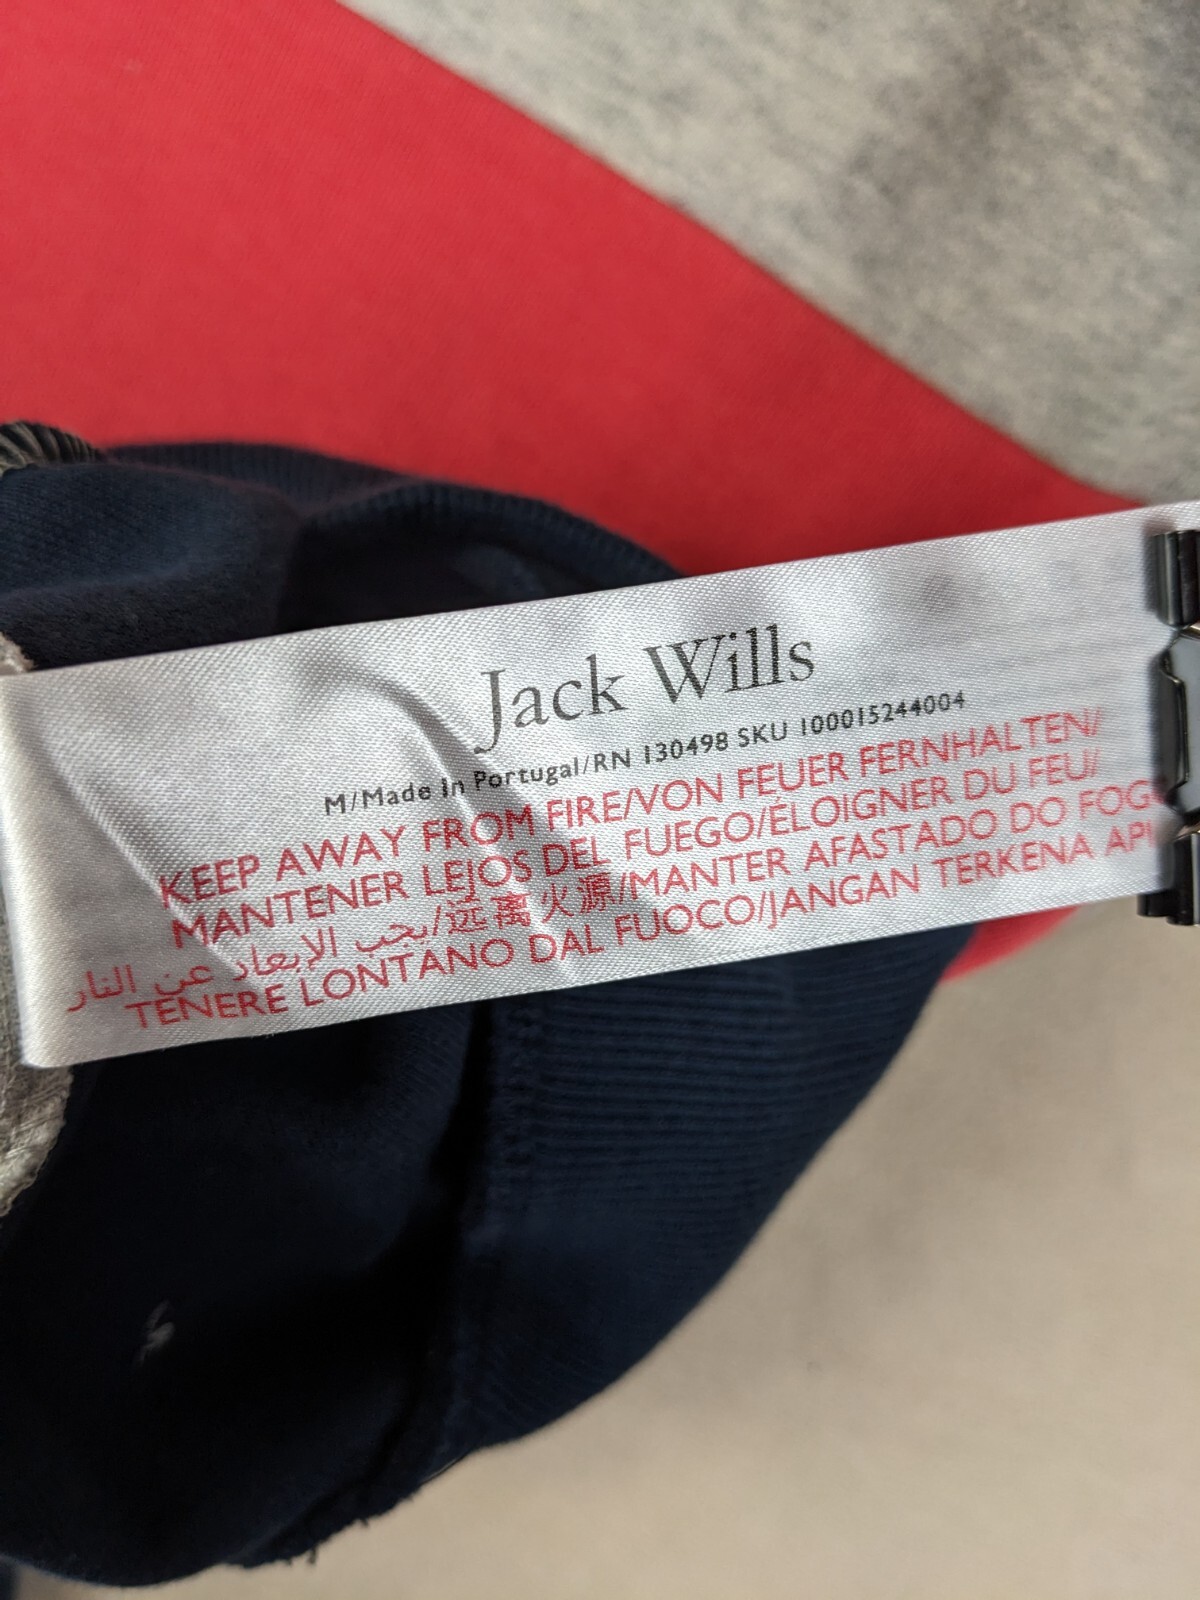 Jack Wills
M/Made in Portugal/RN 130498 SKU 100015244004
KEEP AWAY FROM FIRE/VON FEUER FERNHALTEN/
MANTENER LEJOS DEL FUEGO/ÉLOIGNER DU FEU/
يجب الإبعاد عن النار/远离火源/MANTER AFASTADO DO FOGO
TENERE LONTANO DAL FUOCO/JANGAN TERKENA API